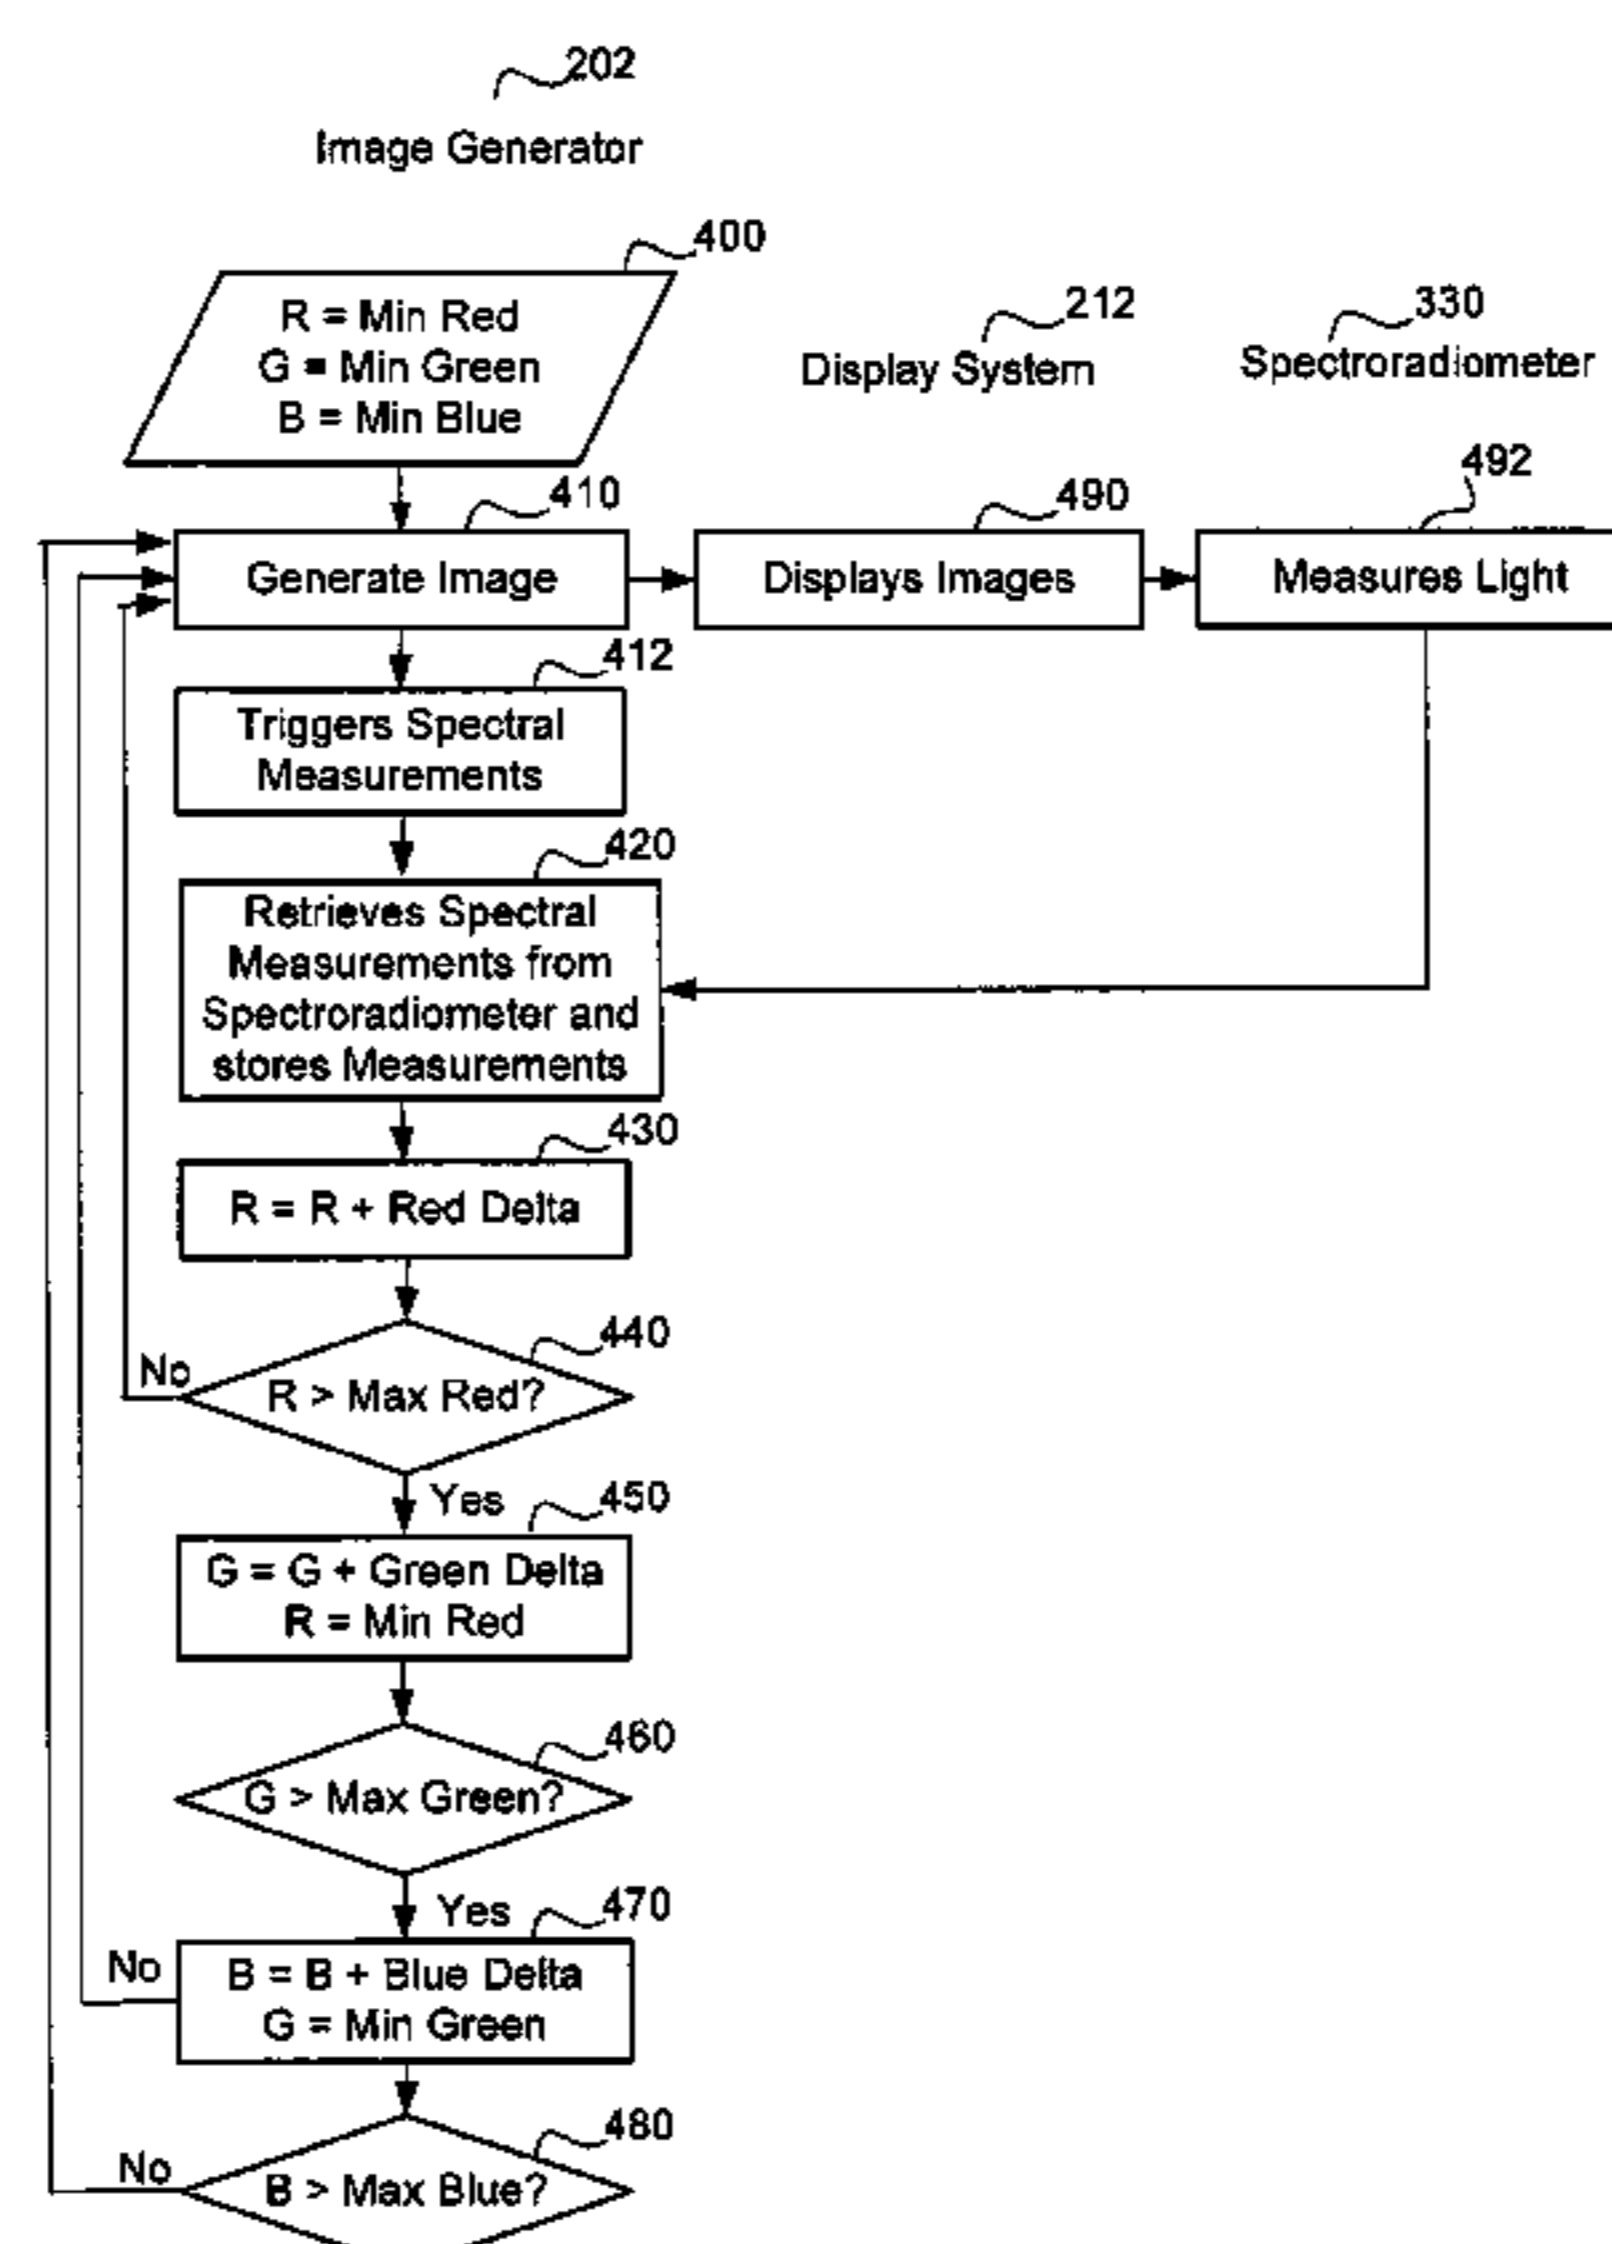 202
Image Generator
400
R = Min Red
G = Min Green
B = Min Blue
212
Display System
330
Spectroradiometer
410
Generate Image
490
Displays Images
492
Measures Light
412
Triggers Spectral
Measurements
420
Retrieves Spectral
Measurements from
Spectroradiometer and
stores Measurements
430
R = R + Red Delta
440
No
R > Max Red?
Yes
450
G = G + Green Delta
R = Min Red
460
G > Max Green?
Yes
470
No
B = B + Blue Delta
G = Min Green
480
No
B > Max Blue?